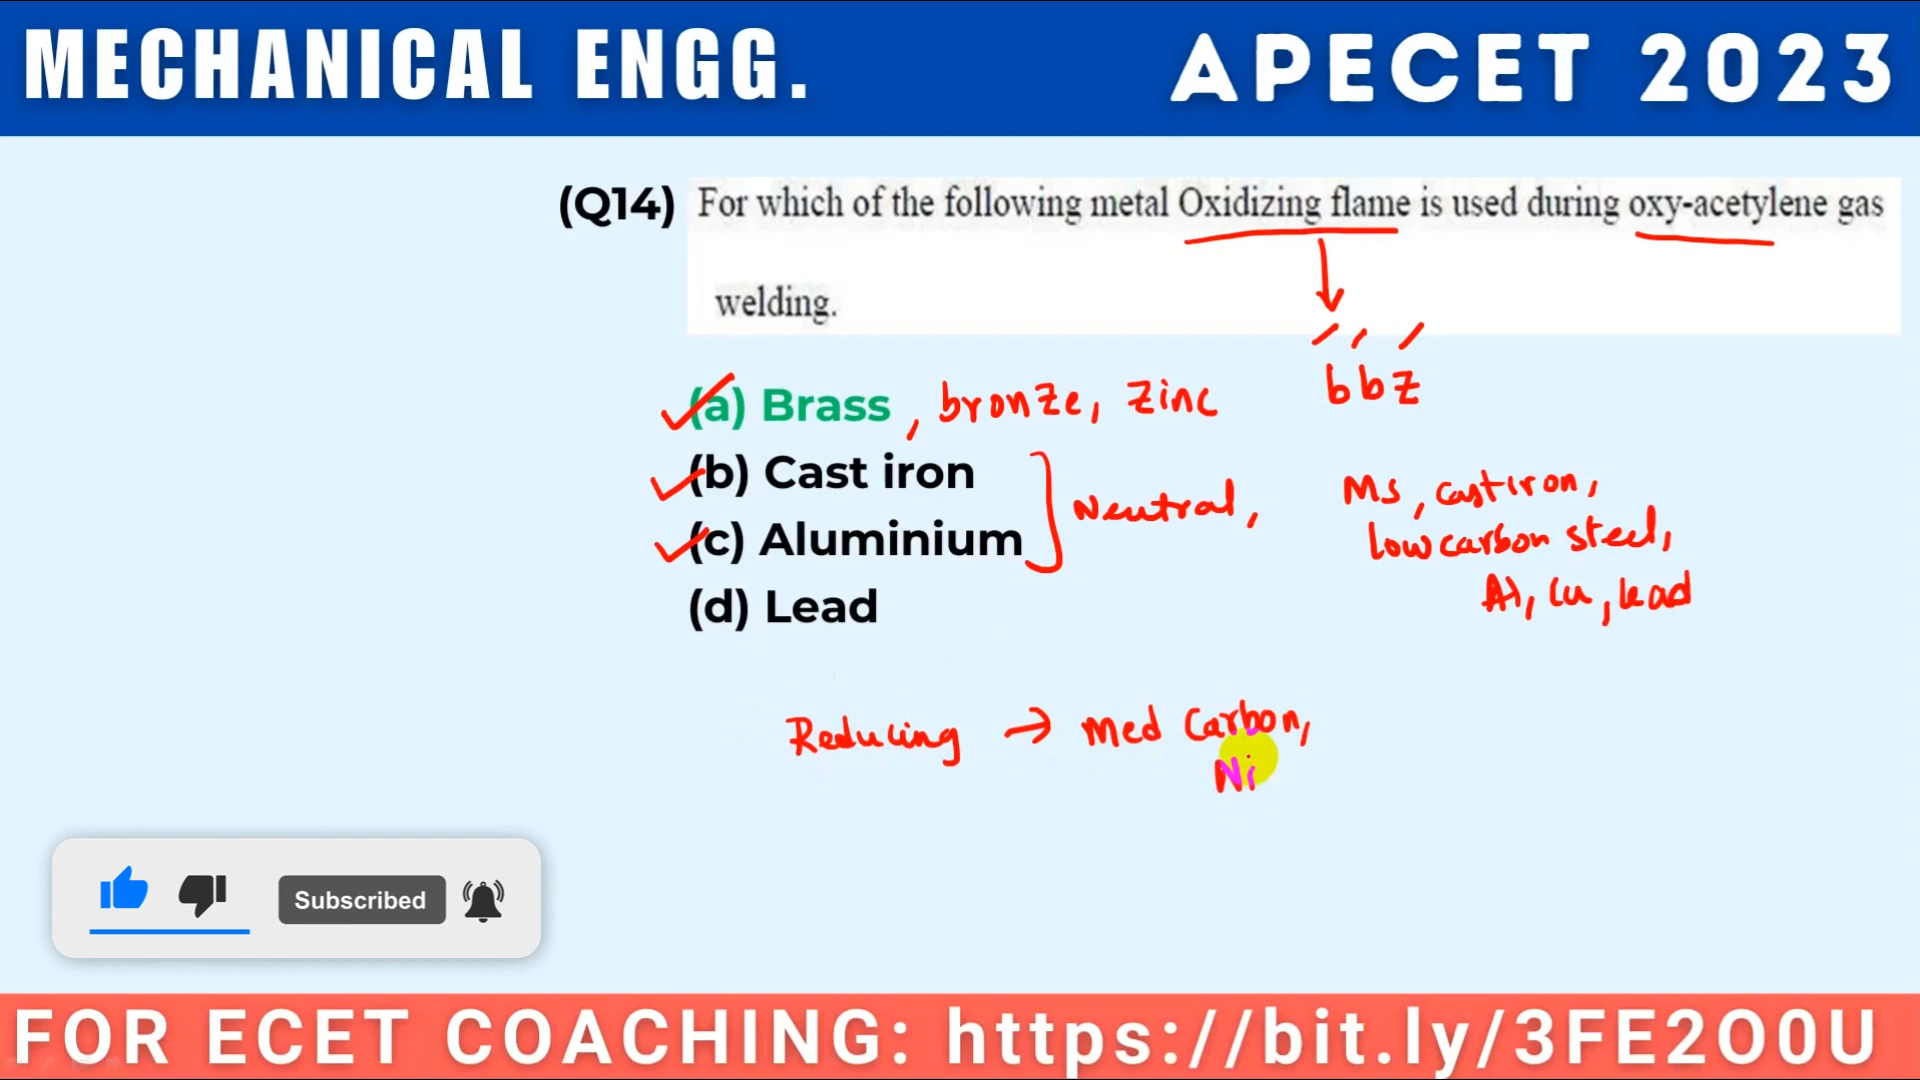 MECHANICAL ENGG.
APECET 2023
(Q14) For which of the following metal Oxidizing flame is used during oxy-acetylene gas
welding.
b b z
(a) Brass, bronze, Zinc
(b) Cast iron
(c) Aluminium
Neutral,
Ms, cast iron,
low carbon steel,
Al, Cu, lead
(d) Lead
Reducing → Med Carbon,
Ni
Subscribed
FOR ECET COACHING: https://bit.ly/3FE2O0U